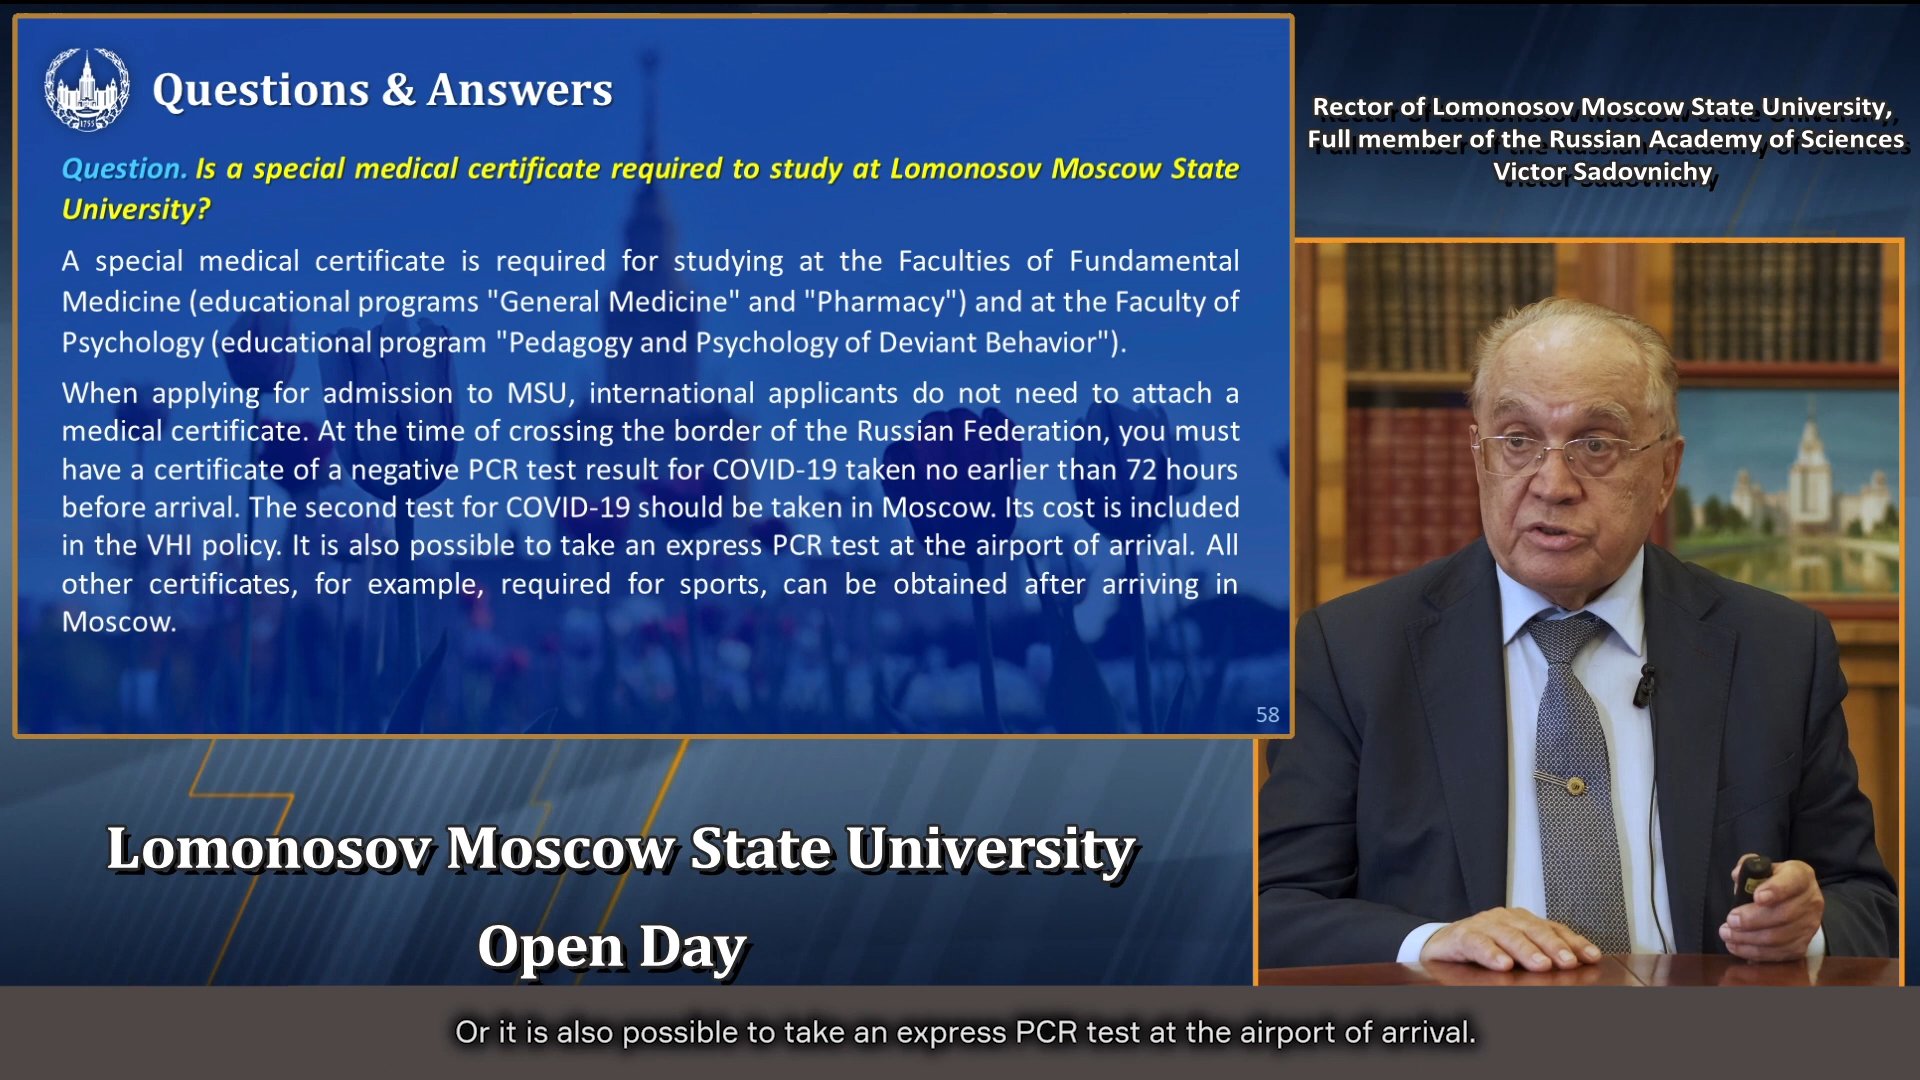 1755
Questions & Answers
Question. Is a special medical certificate required to study at Lomonosov Moscow State
University?
A special medical certificate is required for studying at the Faculties of Fundamental
Medicine (educational programs "General Medicine" and "Pharmacy") and at the Faculty of
Psychology (educational program "Pedagogy and Psychology of Deviant Behavior").
When applying for admission to MSU, international applicants do not need to attach a
medical certificate. At the time of crossing the border of the Russian Federation, you must
have a certificate of a negative PCR test result for COVID-19 taken no earlier than 72 hours
before arrival. The second test for COVID-19 should be taken in Moscow. Its cost is included
in the VHI policy. It is also possible to take an express PCR test at the airport of arrival. All
other certificates, for example, required for sports, can be obtained after arriving in
Moscow.
58
Rector of Lomonosov Moscow State University,
Full member of the Russian Academy of Sciences
Victor Sadovnichy
Lomonosov Moscow State University
Open Day
Or it is also possible to take an express PCR test at the airport of arrival.